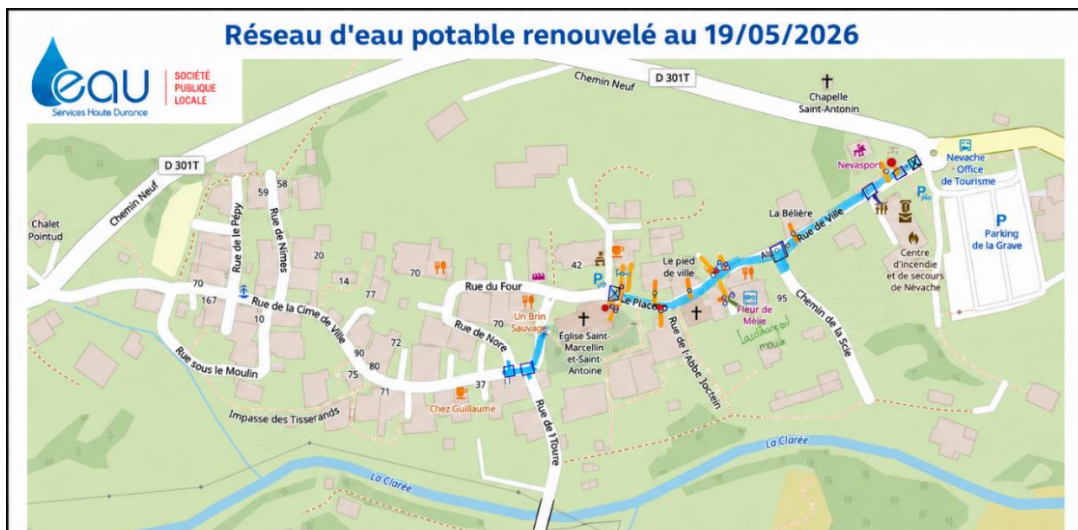 Réseau d'eau potable renouvelé au 19/05/2026
eau
Services Haute Durance
SOCIÉTÉ
PUBLIQUE
LOCALE
D 301T
Chemin Neuf
Chapelle
Saint-Antonin
Chemin Neuf
D 301T
Nevasport
Nevache
- Office
de Tourisme
P
Parking
de la Grave
Centre
d'incendie
et de secours
de Névache
La Bélière
Rue de Ville
Chalet
Pointud
58
59
Rue de le Pépy
Rue de Nimes
20
14
77
70
42
P
P
Le pied
de ville
Rue du Four
Le Place
95
Chemin de la Scie
Fleur de
Mélie
70
167
10
Rue de la Cime de Ville
Un Brin
Sauvage
70
Rue de Nore
Église Saint-
Marcellin
et-Saint-
Antoine
Rue de l'Abbe Joctein
Rue sous le Moulin
72
90
80
75
71
37
Chez Guillaume
Impasse des Tisserands
Rue de l Toure
La Clarée
La Clarée